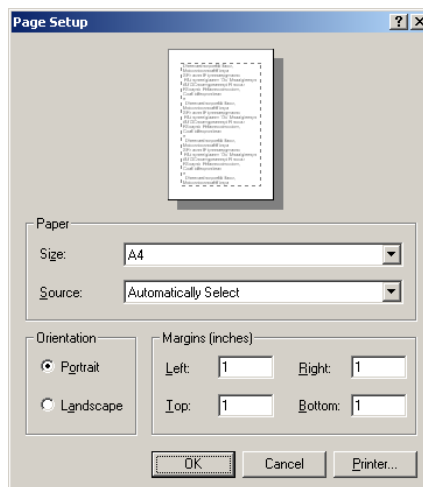 Page Setup
Paper
Size: A4
Source: Automatically Select
Orientation
Portrait
Landscape
Margins (inches)
Left: 1 Right: 1
Top: 1 Bottom: 1
OK Cancel Printer...